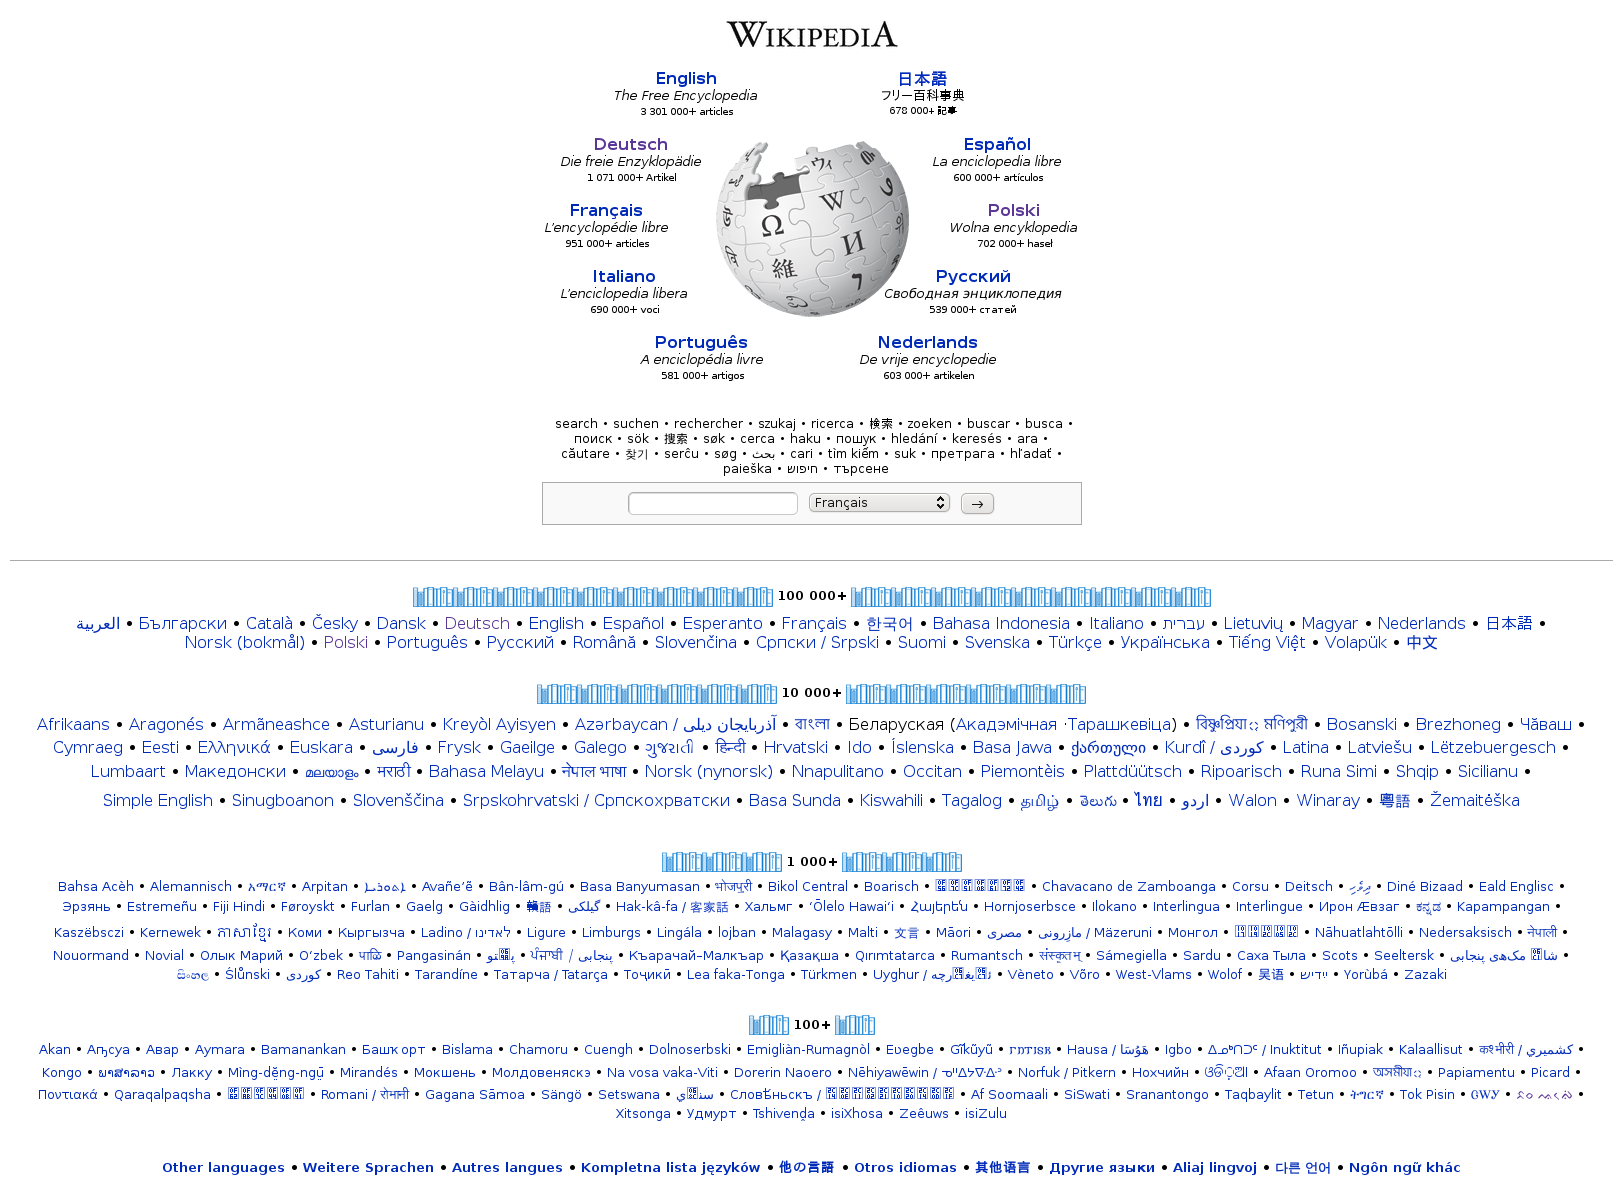 WIKIPEDIA
English
The Free Encyclopedia
3 301 000+ articles
日本語
フリー百科事典
678 000+ 記事
Deutsch
Die freie Enzyklopädie
1 071 000+ Artikel
Español
La enciclopedia libre
600 000+ artículos
Français
L'encyclopédie libre
951 000+ articles
Polski
Wolna encyklopedia
702 000+ haseł
Italiano
L'enciclopedia libera
690 000+ voci
Русский
Свободная энциклопедия
539 000+ статей
Português
A enciclopédia livre
581 000+ artigos
Nederlands
De vrije encyclopedie
603 000+ artikelen
Ω W И 維 ウィ
search • suchen • rechercher • szukaj • ricerca • 検索 • zoeken • buscar • busca •
поиск • sök • 搜索 • søk • cerca • haku • пошук • hledání • keresés • ara •
căutare • 찾기 • serĉu • søg • بحث • cari • tìm kiếm • suk • претрага • hľadať •
paieška • חיפוש • търсене
Français →
100 000+
العربية • Български • Català • Česky • Dansk • Deutsch • English • Español • Esperanto • Français • 한국어 • Bahasa Indonesia • Italiano • עברית • Lietuvių • Magyar • Nederlands • 日本語 •
Norsk (bokmål) • Polski • Português • Русский • Română • Slovenčina • Српски / Srpski • Suomi • Svenska • Türkçe • Українська • Tiếng Việt • Volapük • 中文
10 000+
Afrikaans • Aragonés • Armãneashce • Asturianu • Kreyòl Ayisyen • Azərbaycan / آذربايجان ديلی • বাংলা • Беларуская (Акадэмічная · Тарашкевіца) • বিষ্ণুপ্রিয়া মণিপুরী • Bosanski • Brezhoneg • Чăваш •
Cymraeg • Eesti • Ελληνικά • Euskara • فارسی • Frysk • Gaeilge • Galego • ગુજરાતી • हिन्दी • Hrvatski • Ido • Íslenska • Basa Jawa • ქართული • Kurdî / كوردی • Latina • Latviešu • Lëtzebuergesch •
Lumbaart • Македонски • മലയാളം • मराठी • Bahasa Melayu • नेपाल भाषा • Norsk (nynorsk) • Nnapulitano • Occitan • Piemontèis • Plattdüütsch • Ripoarisch • Runa Simi • Shqip • Sicilianu •
Simple English • Sinugboanon • Slovenščina • Srpskohrvatski / Српскохрватски • Basa Sunda • Kiswahili • Tagalog • தமிழ் • తెలుగు • ไทย • اردو • Walon • Winaray • 粵語 • Žemaitėška
1 000+
Bahsa Acèh • Alemannisch • አማርኛ • Arpitan • ܐܬܘܪܝܐ • Avañe’ẽ • Bân-lâm-gú • Basa Banyumasan • भोजपुरी • Bikol Central • Boarisch • • Chavacano de Zamboanga • Corsu • Deitsch • ދިވެހި • Diné Bizaad • Eald Englisc •
Эрзянь • Estremeñu • Fiji Hindi • Føroyskt • Furlan • Gaelg • Gàidhlig • 贛語 • گیلکی • Hak-kâ-fa / 客家話 • Хальмг • ʻŌlelo Hawaiʻi • Հայերեն • Hornjoserbsce • Ilokano • Interlingua • Interlingue • Ирон Æвзаг • ಕನ್ನಡ • Kapampangan •
Kaszëbsczi • Kernewek • ភាសាខ្មែរ • Коми • Кыргызча • Ladino / לאדינו • Ligure • Limburgs • Lingála • lojban • Malagasy • Malti • 文言 • Māori • مصرى • مازِرونی / Mäzeruni • Монгол • • Nāhuatlahtōlli • Nedersaksisch • नेपाली •
Nouormand • Novial • Олык Марий • O‘zbek • पाळि • Pangasinán • • ਪੰਜਾਬੀ / پنجابی • Къарачай–Малкъар • Қазақша • Qırımtatarca • Rumantsch • संस्कृतम् • Sámegiella • Sardu • Саха Тыла • Scots • Seeltersk •
සිංහල • Ślůnski • كوردی • Reo Tahiti • Tarandíne • Татарча / Tatarça • Тоҷикӣ • Lea faka-Tonga • Türkmen • Uyghur / • Vèneto • Võro • West-Vlams • Wolof • 吴语 • ייִדיש • Yorùbá • Zazaki
100+
Akan • Аҧсуа • Авар • Aymara • Bamanankan • Башҡорт • Bislama • Chamoru • Cuengh • Dolnoserbski • Emigliàn-Rumagnòl • Eʋegbe • Gĩkũyũ • • Hausa / هَوُسَا • Igbo • ᐃᓄᒃᑎᑐᑦ / Inuktitut • Iñupiak • Kalaallisut • कश्मीरी / كشميري •
Kongo • ພາສາລາວ • Лакку • Mìng-dĕ̤ng-ngṳ̄ • Mirandés • Мокшень • Молдовеняскэ • Na vosa vaka-Viti • Dorerin Naoero • Nēhiyawēwin / ᓀᐦᐃᔭᐍᐏᐣ • Norfuk / Pitkern • Нохчийн • ଓଡ଼ିଆ • Afaan Oromoo • অসমীয়া • Papiamentu • Picard •
Ποντιακά • Qaraqalpaqsha • • Romani / रोमानी • Gagana Sāmoa • Sängö • Setswana • • Словѣ́ньскъ / • Af Soomaali • SiSwati • Sranantongo • Taqbaylit • Tetun • ትግርኛ • Tok Pisin • ᏣᎳᎩ •
Xitsonga • Удмурт • Tshivenḓa • isiXhosa • Zeêuws • isiZulu
Other languages • Weitere Sprachen • Autres langues • Kompletna lista języków • 他の言語 • Otros idiomas • 其他语言 • Другие языки • Aliaj lingvoj • 다른 언어 • Ngôn ngữ khác